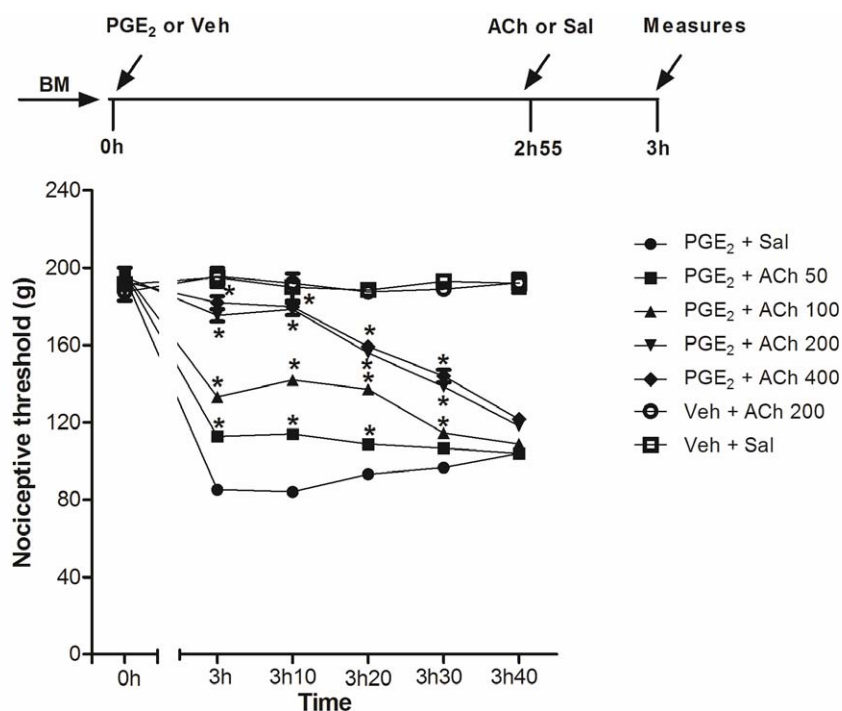 PGE₂ or Veh
ACh or Sal
Measures
BM
0h
2h55
3h
Nociceptive threshold (g)
240
200
160
120
80
40
0
* *
* *
* * * *
* * *
* * *
0h
3h
3h10
3h20
3h30
3h40
Time
PGE₂ + Sal
PGE₂ + ACh 50
PGE₂ + ACh 100
PGE₂ + ACh 200
PGE₂ + ACh 400
Veh + ACh 200
Veh + Sal